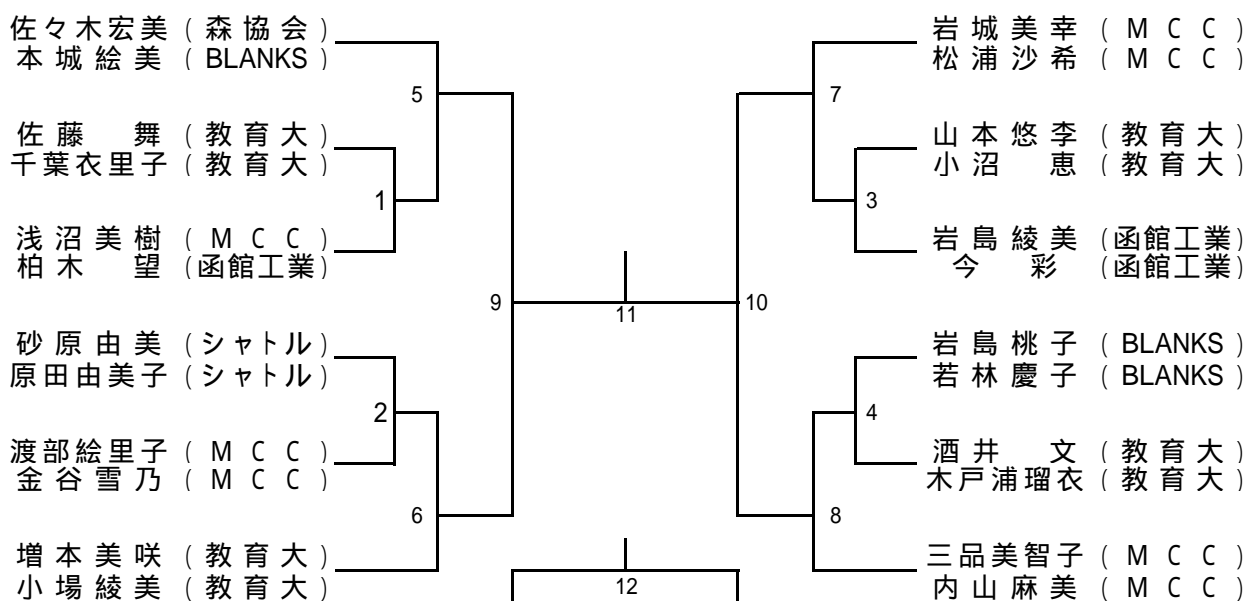 佐々木宏美 ( 森協会 )
本城絵美 ( BLANKS )
5
佐藤 舞 ( 教育大 )
千葉衣里子 ( 教育大 )
1
浅沼美樹 ( M C C )
柏木 望 ( 函館工業 )
9
砂原由美 ( シャトル )
原田由美子 ( シャトル )
2
渡部絵里子 ( M C C )
金谷雪乃 ( M C C )
6
増本美咲 ( 教育大 )
小場綾美 ( 教育大 )
11
12
岩城美幸 ( M C C )
松浦沙希 ( M C C )
7
山本悠李 ( 教育大 )
小沼 恵 ( 教育大 )
3
岩島綾美 ( 函館工業 )
今 彩 ( 函館工業 )
10
岩島桃子 ( BLANKS )
若林慶子 ( BLANKS )
4
酒井 文 ( 教育大 )
木戸浦瑠衣 ( 教育大 )
8
三品美智子 ( M C C )
内山麻美 ( M C C )